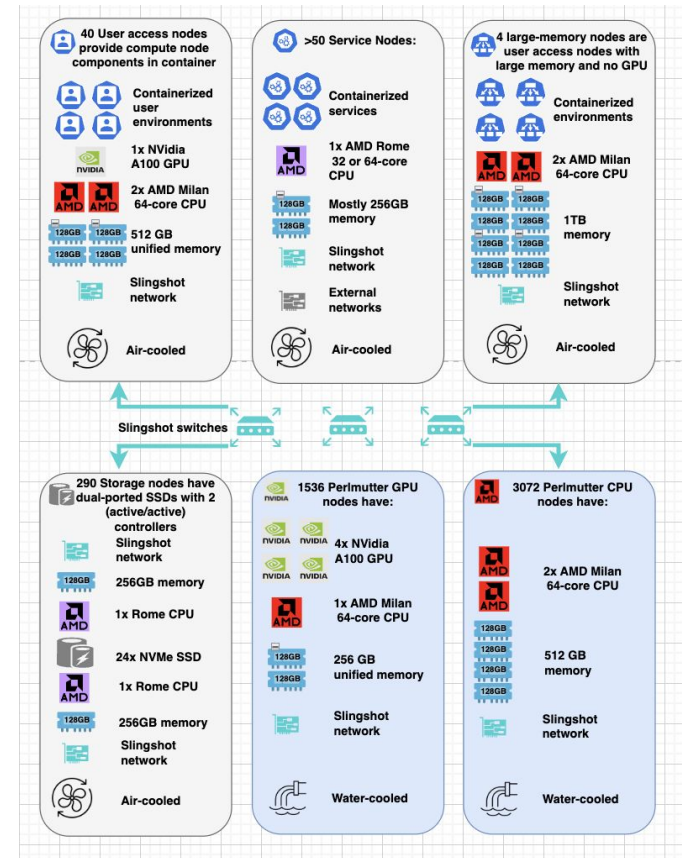 40 User access nodes
provide compute node
components in container
Containerized
user
environments
NVIDIA
1x NVidia
A100 GPU
AMD AMD
2x AMD Milan
64-core CPU
128GB 128GB
128GB 128GB
512 GB
unified memory
Slingshot
network
Air-cooled
>50 Service Nodes:
Containerized
services
AMD
1x AMD Rome
32 or 64-core
CPU
128GB
128GB
Mostly 256GB
memory
Slingshot
network
External
networks
Air-cooled
4 large-memory nodes are
user access nodes with
large memory and no GPU
Containerized
environments
AMD AMD
2x AMD Milan
64-core CPU
128GB 128GB
128GB 128GB
128GB 128GB
128GB 128GB
1TB
memory
Slingshot
network
Air-cooled
Slingshot switches
290 Storage nodes have
dual-ported SSDs with 2
(active/active)
controllers
Slingshot
network
128GB
256GB memory
AMD
1x Rome CPU
24x NVMe SSD
AMD
1x Rome CPU
128GB
256GB memory
Slingshot
network
Air-cooled
NVIDIA
1536 Perlmutter GPU
nodes have:
NVIDIA NVIDIA
NVIDIA NVIDIA
4x NVidia
A100 GPU
AMD
1x AMD Milan
64-core CPU
128GB
128GB
256 GB
unified memory
Slingshot
network
Water-cooled
AMD
3072 Perlmutter CPU
nodes have:
AMD
AMD
2x AMD Milan
64-core CPU
128GB
128GB
128GB
128GB
512 GB
memory
Slingshot
network
Water-cooled